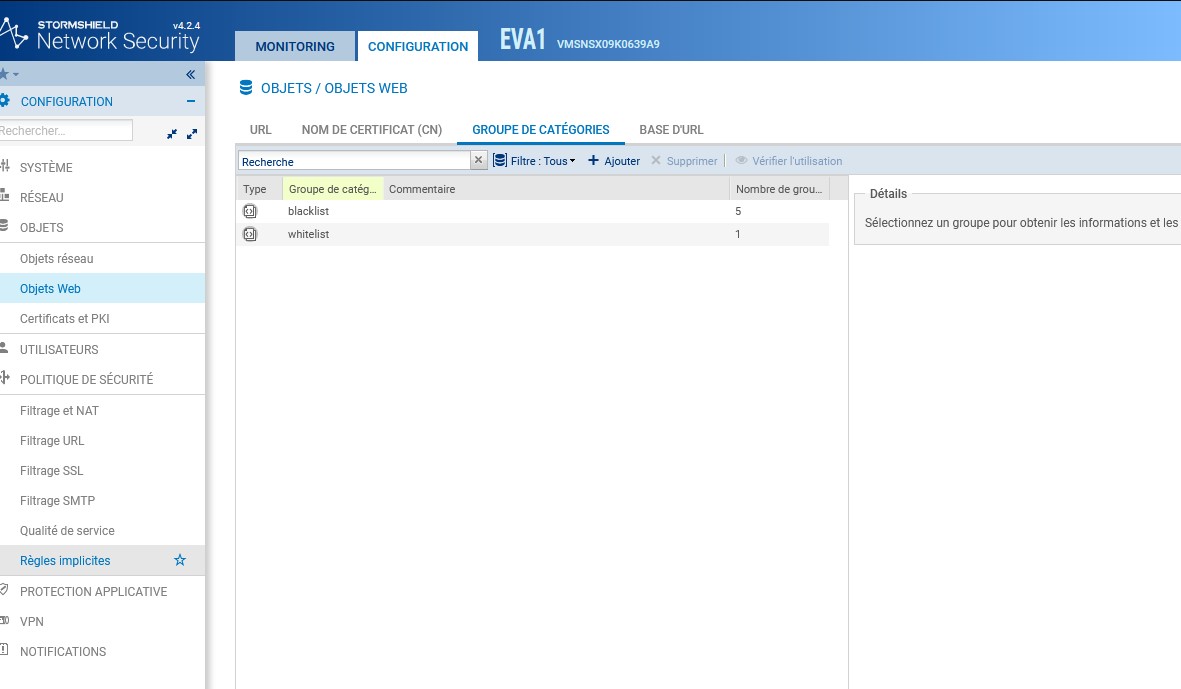 STORMSHIELD v4.2.4
Network Security
MONITORING CONFIGURATION EVA1 VMSNSX09K0639A9
CONFIGURATION
Rechercher...
SYSTÈME
RÉSEAU
OBJETS
Objets réseau
Objets Web
Certificats et PKI
UTILISATEURS
POLITIQUE DE SÉCURITÉ
Filtrage et NAT
Filtrage URL
Filtrage SSL
Filtrage SMTP
Qualité de service
Règles implicites
PROTECTION APPLICATIVE
VPN
NOTIFICATIONS
OBJETS / OBJETS WEB
URL NOM DE CERTIFICAT (CN) GROUPE DE CATÉGORIES BASE D'URL
Recherche Filtre : Tous Ajouter Supprimer Vérifier l'utilisation
Type Groupe de catég... Commentaire Nombre de grou...
blacklist 5
whitelist 1
Détails
Sélectionnez un groupe pour obtenir les informations et les